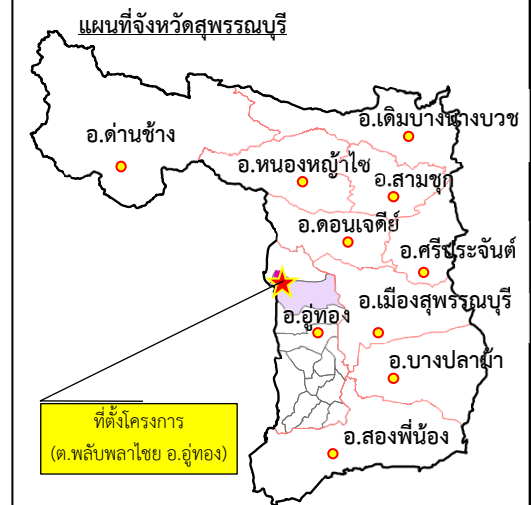 แผนที่จังหวัดสุพรรณบุรี
อ.เดิมบางนางบวช
อ.ด่านช้าง
อ.หนองหญ้าไซ
อ.สามชุก
อ.ดอนเจดีย์
อ.ศรีประจันต์
อ.เมืองสุพรรณบุรี
อ.อู่ทอง
อ.บางปลาม้า
ที่ตั้งโครงการ
(ต.พลับพลาไชย อ.อู่ทอง)
อ.สองพี่น้อง